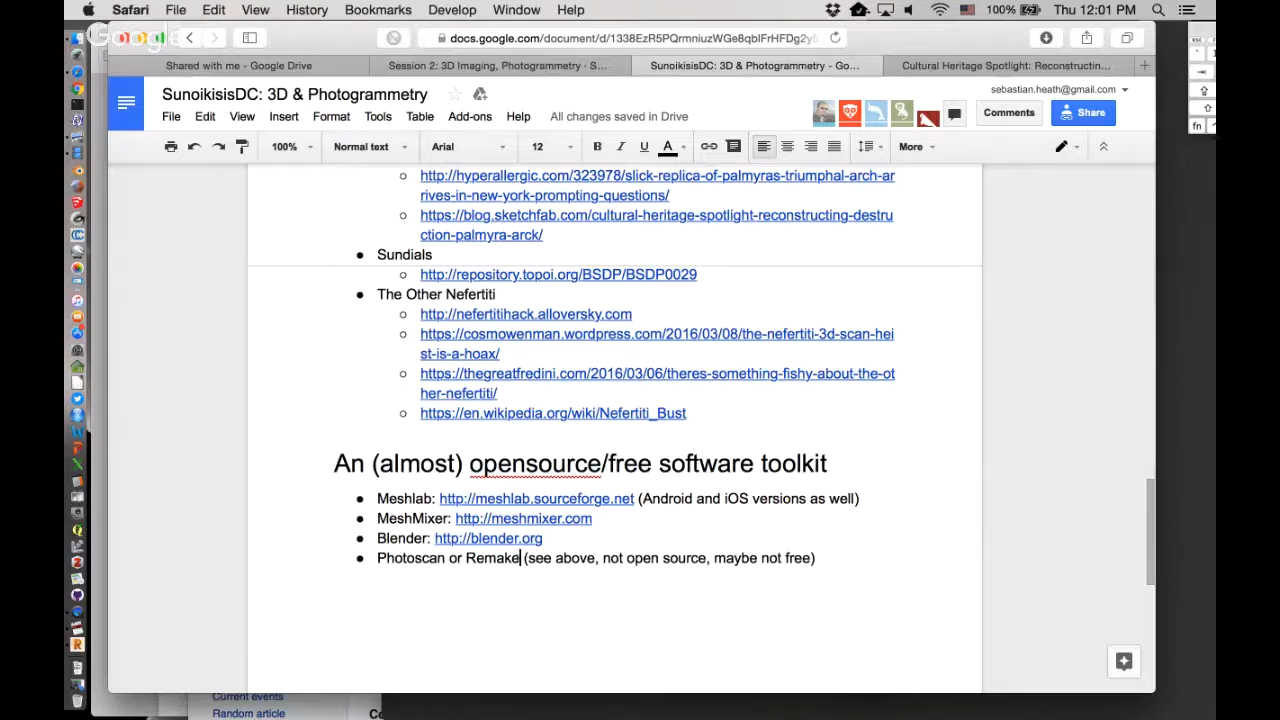 Safari File Edit View History Bookmarks Develop Window Help 100% Thu 12:01 PM
Google
docs.google.com/document/d/1338EzR5PQrmniuzWGe8qbIFrHFDg2y5
Shared with me - Google Drive Session 2: 3D Imaging, Photogrammetry · S... SunoikisisDC: 3D & Photogrammetry - Go... Cultural Heritage Spotlight: Reconstructin...
SunoikisisDC: 3D & Photogrammetry
sebastian.heath@gmail.com
File Edit View Insert Format Tools Table Add-ons Help All changes saved in Drive
Comments Share
100% Normal text Arial 12 B I U A More
http://hyperallergic.com/323978/slick-replica-of-palmyras-triumphal-arch-ar
rives-in-new-york-prompting-questions/
https://blog.sketchfab.com/cultural-heritage-spotlight-reconstructing-destru
ction-palmyra-arck/
Sundials
http://repository.topoi.org/BSDP/BSDP0029
The Other Nefertiti
http://nefertitihack.alloversky.com
https://cosmowenman.wordpress.com/2016/03/08/the-nefertiti-3d-scan-hei
st-is-a-hoax/
https://thegreatfredini.com/2016/03/06/theres-something-fishy-about-the-ot
her-nefertiti/
https://en.wikipedia.org/wiki/Nefertiti_Bust
An (almost) opensource/free software toolkit
Meshlab: http://meshlab.sourceforge.net (Android and iOS versions as well)
MeshMixer: http://meshmixer.com
Blender: http://blender.org
Photoscan or Remake (see above, not open source, maybe not free)
Current events
Random article
fn